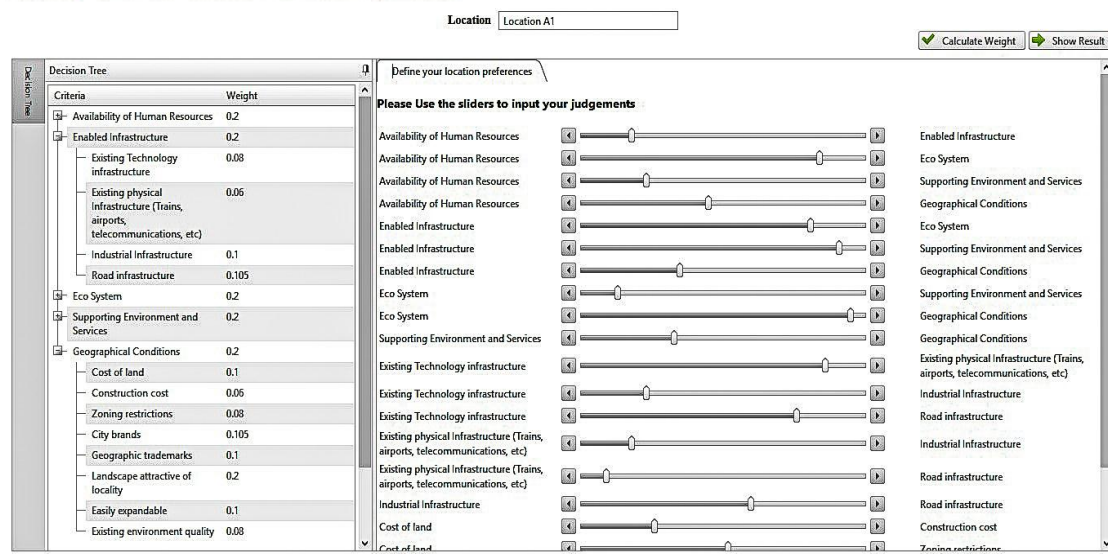 Location Location A1
Calculate Weight Show Result
Decision Tree
Decision Tree
Criteria Weight
Availability of Human Resources 0.2
Enabled Infrastructure 0.2
Existing Technology
infrastructure 0.08
Existing physical
Infrastructure (Trains,
airports,
telecommunications, etc) 0.06
Industrial Infrastructure 0.1
Road infrastructure 0.105
Eco System 0.2
Supporting Environment and
Services 0.2
Geographical Conditions 0.2
Cost of land 0.1
Construction cost 0.06
Zoning restrictions 0.08
City brands 0.105
Geographic trademarks 0.1
Landscape attractive of
locality 0.2
Easily expandable 0.1
Existing environment quality 0.08
Define your location preferences
Please Use the sliders to input your judgements
Availability of Human Resources Enabled Infrastructure
Availability of Human Resources Eco System
Availability of Human Resources Supporting Environment and Services
Availability of Human Resources Geographical Conditions
Enabled Infrastructure Eco System
Enabled Infrastructure Supporting Environment and Services
Enabled Infrastructure Geographical Conditions
Eco System Supporting Environment and Services
Eco System Geographical Conditions
Supporting Environment and Services Geographical Conditions
Existing Technology infrastructure Existing physical Infrastructure (Trains,
airports, telecommunications, etc)
Existing Technology infrastructure Industrial Infrastructure
Existing Technology infrastructure Road infrastructure
Existing physical Infrastructure (Trains,
airports, telecommunications, etc) Industrial Infrastructure
Existing physical Infrastructure (Trains,
airports, telecommunications, etc) Road infrastructure
Industrial Infrastructure Road infrastructure
Cost of land Construction cost
Cost of land Zoning restrictions